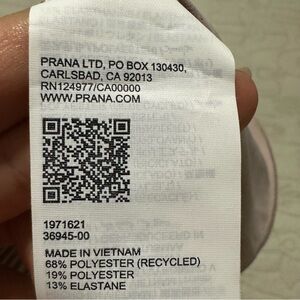 PRANA LTD, PO BOX 130430,
CARLSBAD, CA 92013
RN124977/CA00000
WWW.PRANA.COM
1971621
36945-00
MADE IN VIETNAM
68% POLYESTER (RECYCLED)
19% POLYESTER
13% ELASTANE